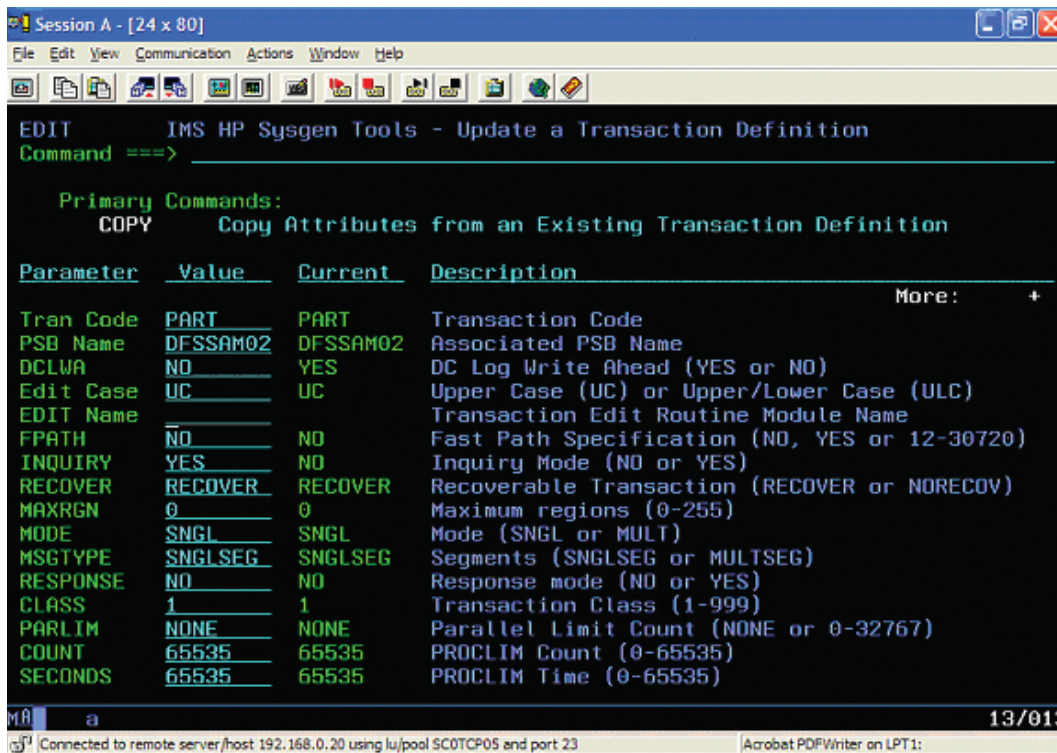 Session A - [24 x 80]
File Edit View Communication Actions Window Help
EDIT IMS HP Sysgen Tools - Update a Transaction Definition
Command ===>
Primary Commands:
COPY Copy Attributes from an Existing Transaction Definition
Parameter Value Current Description
More: +
Tran Code PART PART Transaction Code
PSB Name DFSSAM02 DFSSAM02 Associated PSB Name
DCLWA NO YES DC Log Write Ahead (YES or NO)
Edit Case UC UC Upper Case (UC) or Upper/Lower Case (ULC)
EDIT Name Transaction Edit Routine Module Name
FPATH NO NO Fast Path Specification (NO, YES or 12-30720)
INQUIRY YES NO Inquiry Mode (NO or YES)
RECOVER RECOVER RECOVER Recoverable Transaction (RECOVER or NORECOV)
MAXRGN 0 0 Maximum regions (0-255)
MODE SNGL SNGL Mode (SNGL or MULT)
MSGTYPE SNGLSEG SNGLSEG Segments (SNGLSEG or MULTSEG)
RESPONSE NO NO Response mode (NO or YES)
CLASS 1 1 Transaction Class (1-999)
PARLIM NONE NONE Parallel Limit Count (NONE or 0-32767)
COUNT 65535 65535 PROCLIM Count (0-65535)
SECONDS 65535 65535 PROCLIM Time (0-65535)
MA a
Connected to remote server/host 192.168.0.20 using lu/pool SC0TCP05 and port 23 Acrobat PDFWriter on LPT1: